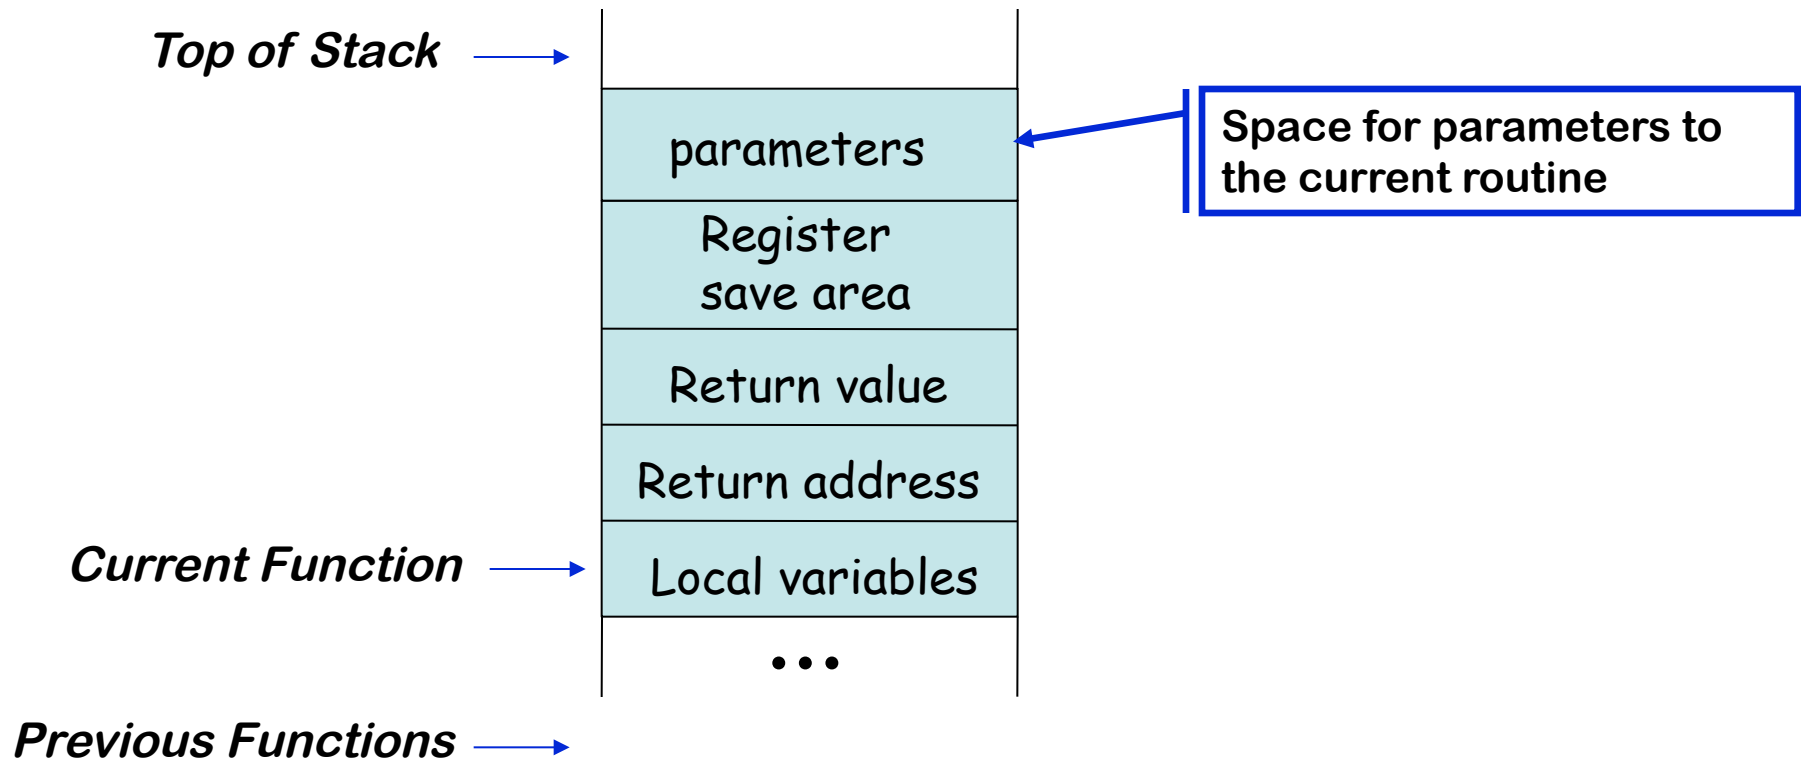 Top of Stack
parameters
Space for parameters to
the current routine
Register
save area
Return value
Return address
Current Function
Local variables
...
Previous Functions